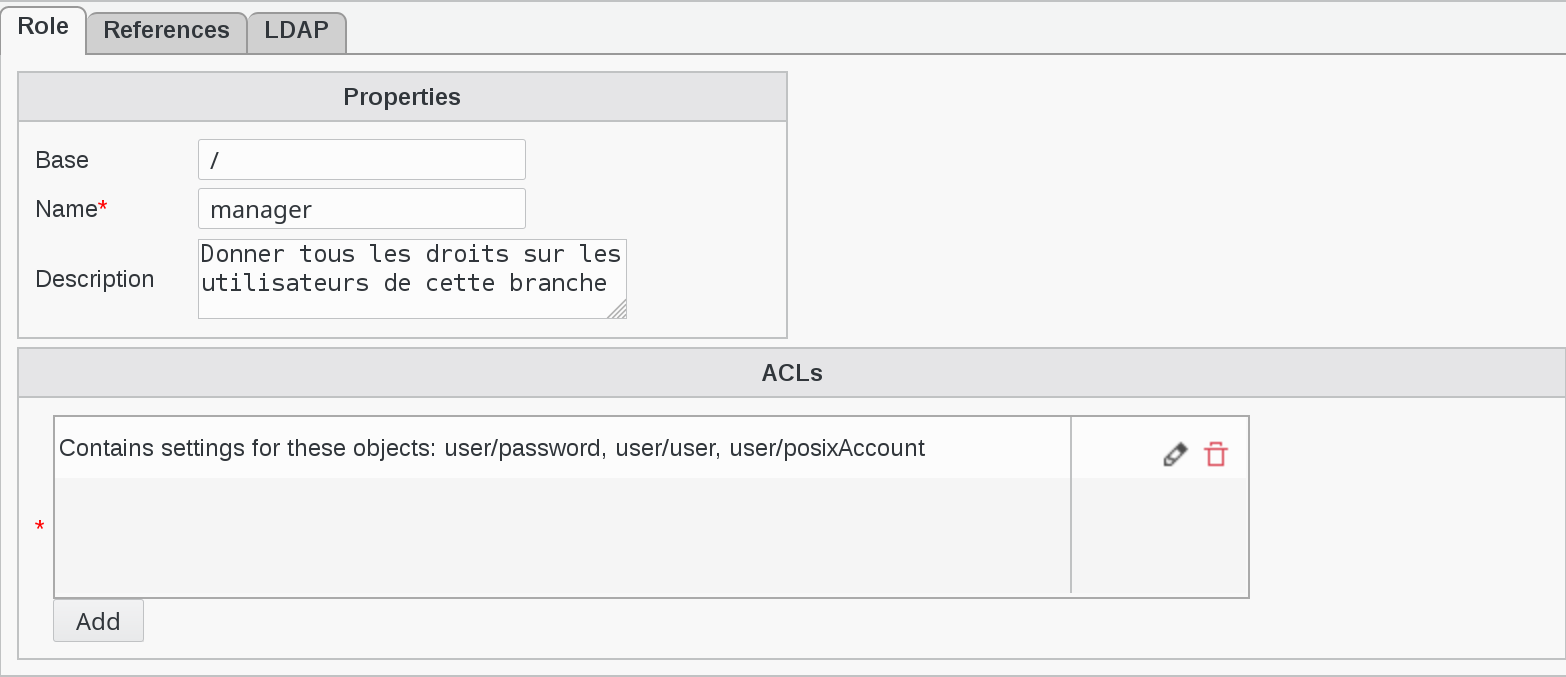 Role References LDAP
Properties
Base /
Name* manager
Description
Donner tous les droits sur les
utilisateurs de cette branche
ACLs
Contains settings for these objects: user/password, user/user, user/posixAccount
*
Add